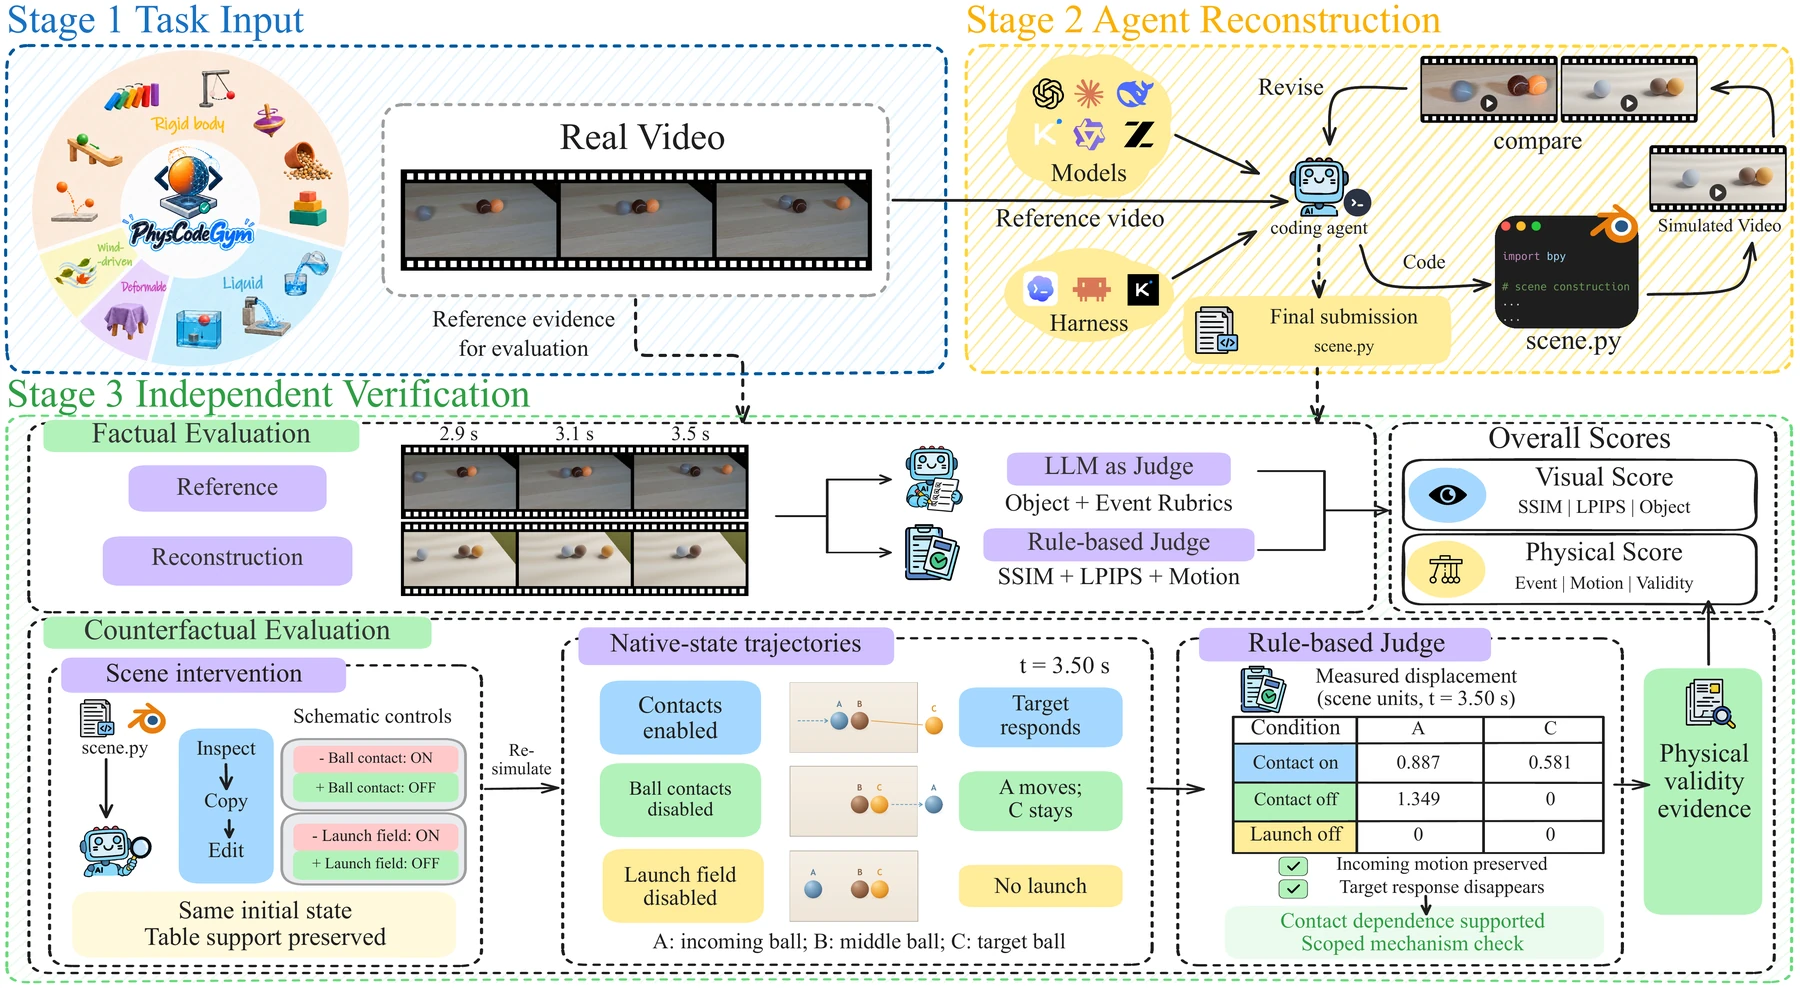 Stage 1 Task Input
Rigid body
PhysCodeGym
Wind-
-driven
Deformable
Liquid
Real Video
Reference evidence
for evaluation
Stage 2 Agent Reconstruction
Models
Reference video
Harness
Revise
compare
AI
coding agent
Code
Simulated Video
import bpy
# scene construction
...
...
scene.py
Final submission
scene.py
Stage 3 Independent Verification
Factual Evaluation
Reference
Reconstruction
2.9 s
3.1 s
3.5 s
AI
LLM as Judge
Object + Event Rubrics
Rule-based Judge
SSIM + LPIPS + Motion
Overall Scores
Visual Score
SSIM | LPIPS | Object
Physical Score
Event | Motion | Validity
Counterfactual Evaluation
Scene intervention
scene.py
AI
Inspect
Copy
Edit
Schematic controls
- Ball contact: ON
+ Ball contact: OFF
- Launch field: ON
+ Launch field: OFF
Same initial state
Table support preserved
Re-
simulate
Native-state trajectories
t = 3.50 s
Contacts
enabled
A B C
Target
responds
Ball contacts
disabled
B C A
A moves;
C stays
Launch field
disabled
A B C
No launch
A: incoming ball; B: middle ball; C: target ball
Rule-based Judge
Measured displacement
(scene units, t = 3.50 s)
Condition A C
Contact on 0.887 0.581
Contact off 1.349 0
Launch off 0 0
Incoming motion preserved
Target response disappears
Contact dependence supported
Scoped mechanism check
Physical
validity
evidence